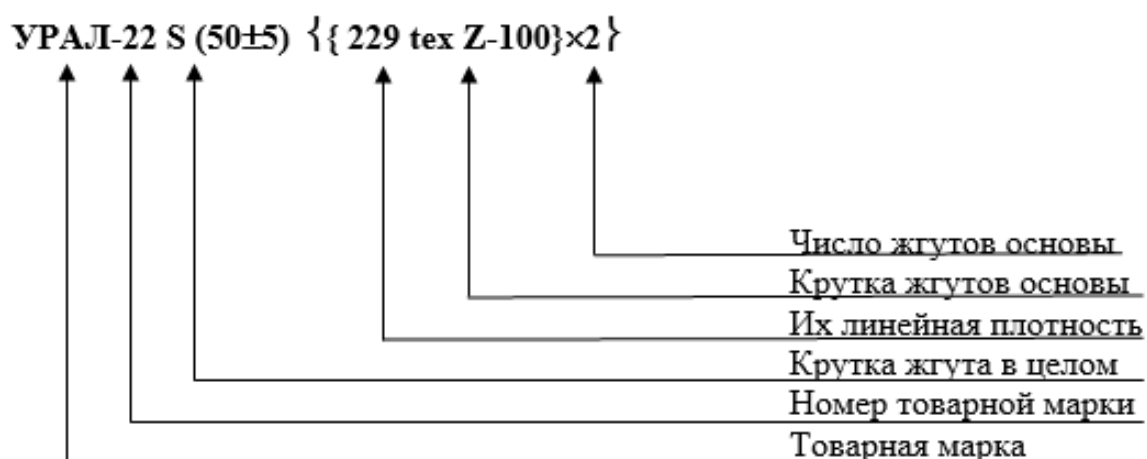 УРАЛ-22 S (50±5) {{ 229 tex Z-100}×2}
Число жгутов основы
Крутка жгутов основы
Их линейная плотность
Крутка жгута в целом
Номер товарной марки
Товарная марка